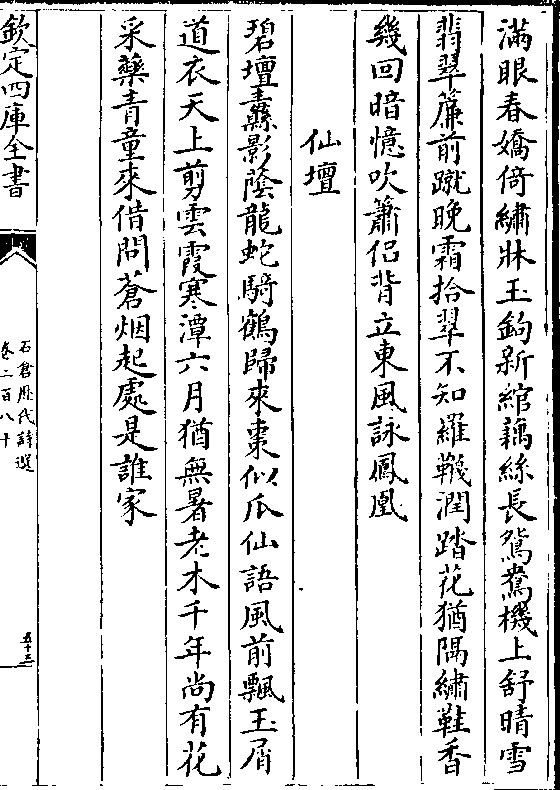 滿眼春嬌倚繡牀玉鉤新綰藕絲長鴛鴦機上舒晴雪
翡翠簾前蹴晚霜拾翠不知羅韈潤踏花猶隔繡鞋香
幾回暗憶吹簫侶背立東風詠鳳凰
仙壇
碧壇纛影蔭龍蛇騎鶴歸來棗似瓜仙語風前飄玉屑
道衣天上剪雲霞寒潭六月猶無暑老木千年尚有花
采藥青童來借問蒼烟起處是誰家
欽定四庫全書
石倉歷代詩選
卷二百八十
五十三